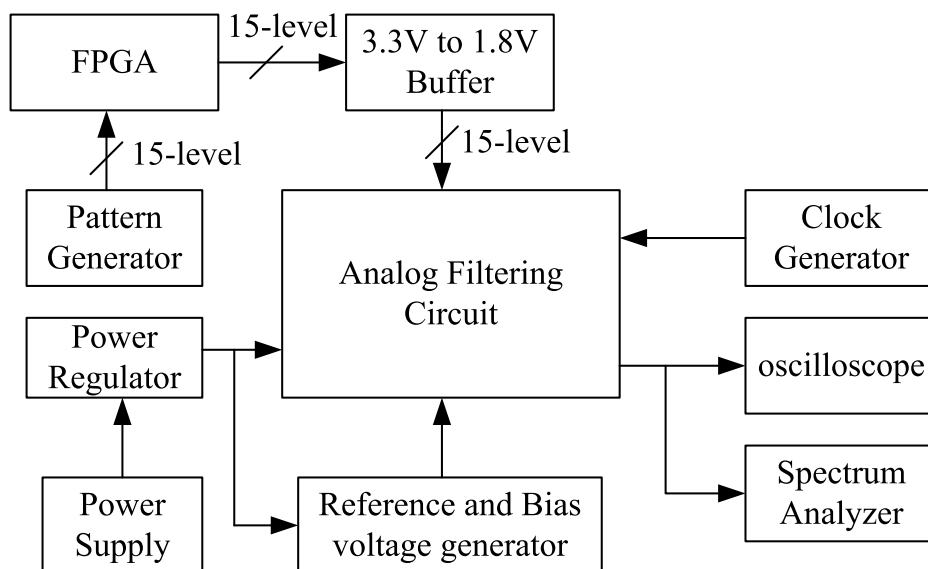 15-level
FPGA
3.3V to 1.8V
Buffer
15-level
15-level
Pattern
Generator
Analog Filtering
Circuit
Clock
Generator
Power
Regulator
oscilloscope
Power
Supply
Reference and Bias
voltage generator
Spectrum
Analyzer